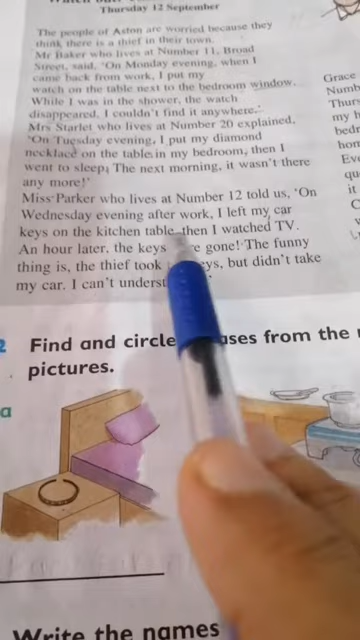 Thursday 12 September
The people of Aston are worried because they
think there is a thief in their town.
Mr Baker who lives at Number 11, Broad
Street, said, 'On Monday evening, when I
came back from work, I put my
watch on the table next to the bedroom window.
While I was in the shower, the watch
disappeared. I couldn't find it anywhere.'
Mrs Starlet who lives at Number 20 explained,
'On Tuesday evening, I put my diamond
necklace on the table in my bedroom, then I
went to sleep. The next morning, it wasn't there
any more!'
Miss Parker who lives at Number 12 told us, 'On
Wednesday evening after work, I left my car
keys on the kitchen table, then I watched TV.
An hour later, the keys gone! The funny
thing is, the thief took but didn't take
my car. I can't
Grace
Numb
Thur
my h
bed
hom
Eve
qu
it
2 Find and circle from the
pictures.
a
Write the names